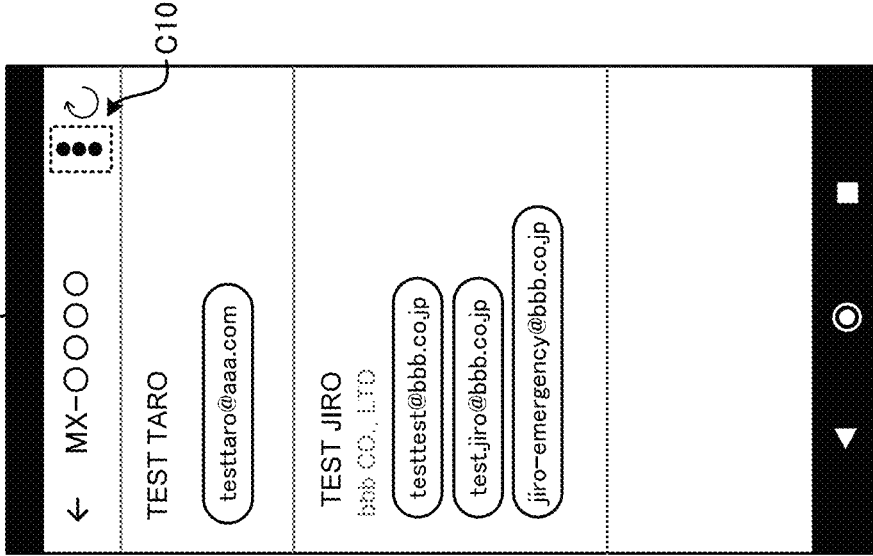 C10
← MX-○○○○
TEST TARO
testtaro@aaa.com
TEST JIRO
bbb CO., LTD
testtest@bbb.co.jp
test.jiro@bbb.co.jp
jiro-emergency@bbb.co.jp